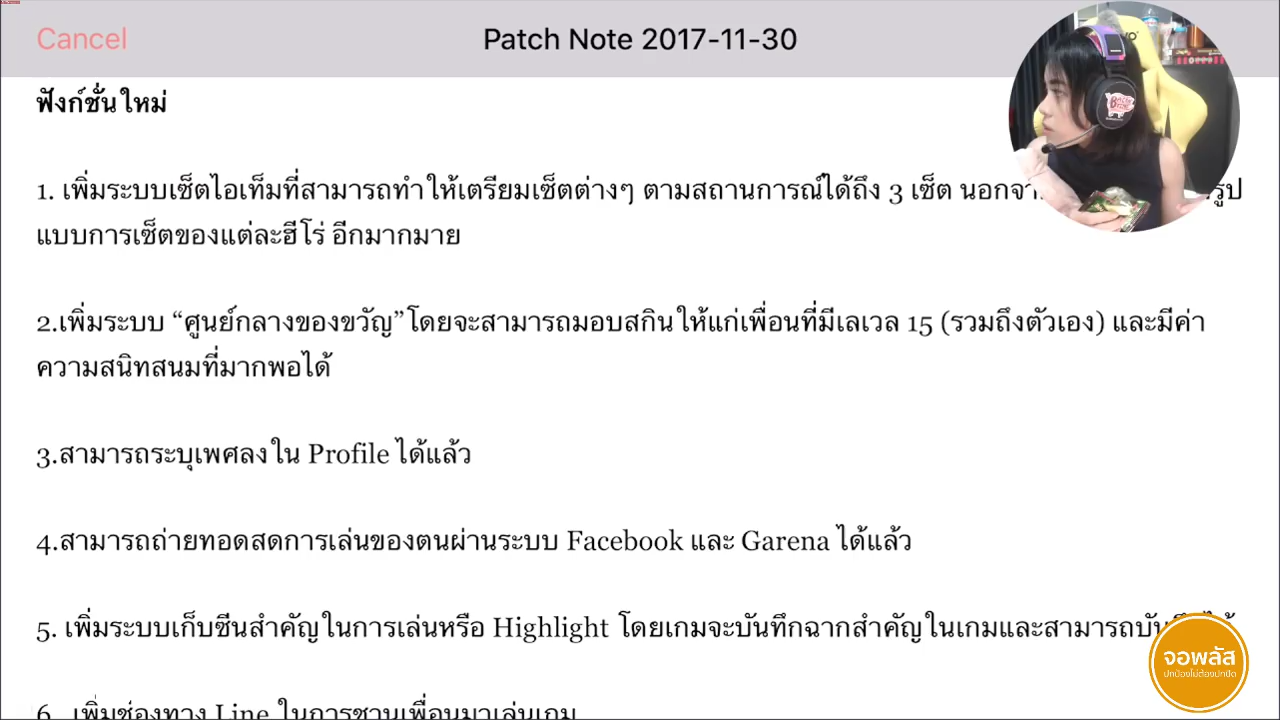 Cancel
Patch Note 2017-11-30
ฟังก์ชั่นใหม่
1. เพิ่มระบบเซ็ตไอเท็มที่สามารถทำให้เตรียมเซ็ตต่างๆ ตามสถานการณ์ได้ถึง 3 เซ็ต รูป
แบบการเซ็ตของแต่ละฮีโร่ อีกมากมาย
2.เพิ่มระบบ “ศูนย์กลางของขวัญ”โดยจะสามารถมอบสกินให้แก่เพื่อนที่มีเลเวล 15 (รวมถึงตัวเอง) และมีค่า
ความสนิทสนมที่มากพอได้
3.สามารถระบุเพศลงใน Profile ได้แล้ว
4.สามารถถ่ายทอดสดการเล่นของตนผ่านระบบ Facebook และ Garena ได้แล้ว
5. เพิ่มระบบเก็บซีนสำคัญในการเล่นหรือ Highlight โดยเกมจะบันทึกฉากสำคัญในเกมและสามารถ
6. เพิ่มช่องทาง Line ในการชวนเพื่อนมาเล่นเกม
จอพลัส
ปกป้องไม่ต้องปกปิด